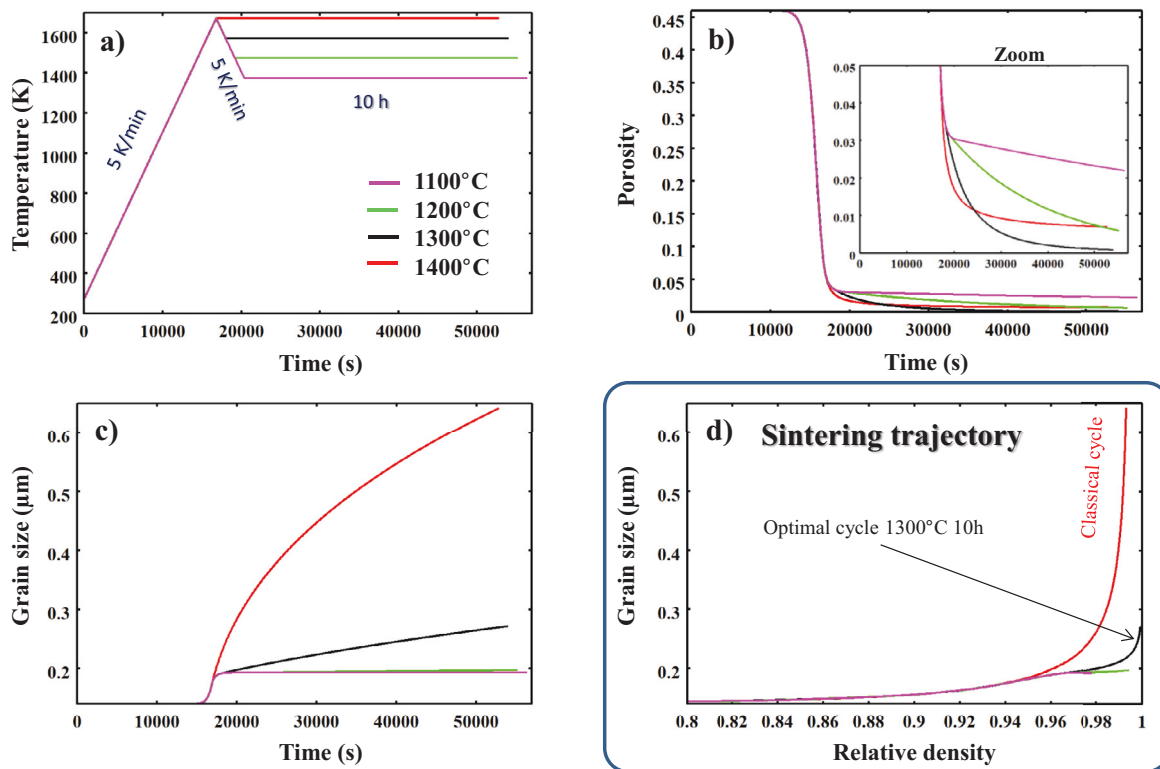 a)
1600
1400
1200
1000
800
600
400
200
Temperature (K)
5 K/min
5 K/min
10 h
1100°C
1200°C
1300°C
1400°C
0
10000
20000
30000
40000
50000
Time (s)
b)
0.45
0.4
0.35
0.3
0.25
0.2
0.15
0.1
0.05
0
Porosity
Zoom
0.05
0.04
0.03
0.02
0.01
0
0
10000
20000
30000
40000
50000
10000
20000
30000
40000
50000
Time (s)
c)
0.6
0.5
0.4
0.3
0.2
Grain size (µm)
0
10000
20000
30000
40000
50000
Time (s)
d)
Sintering trajectory
0.6
0.5
0.4
0.3
0.2
Grain size (µm)
Classical cycle
Optimal cycle 1300°C 10h
0.8
0.82
0.84
0.86
0.88
0.9
0.92
0.94
0.96
0.98
1
Relative density